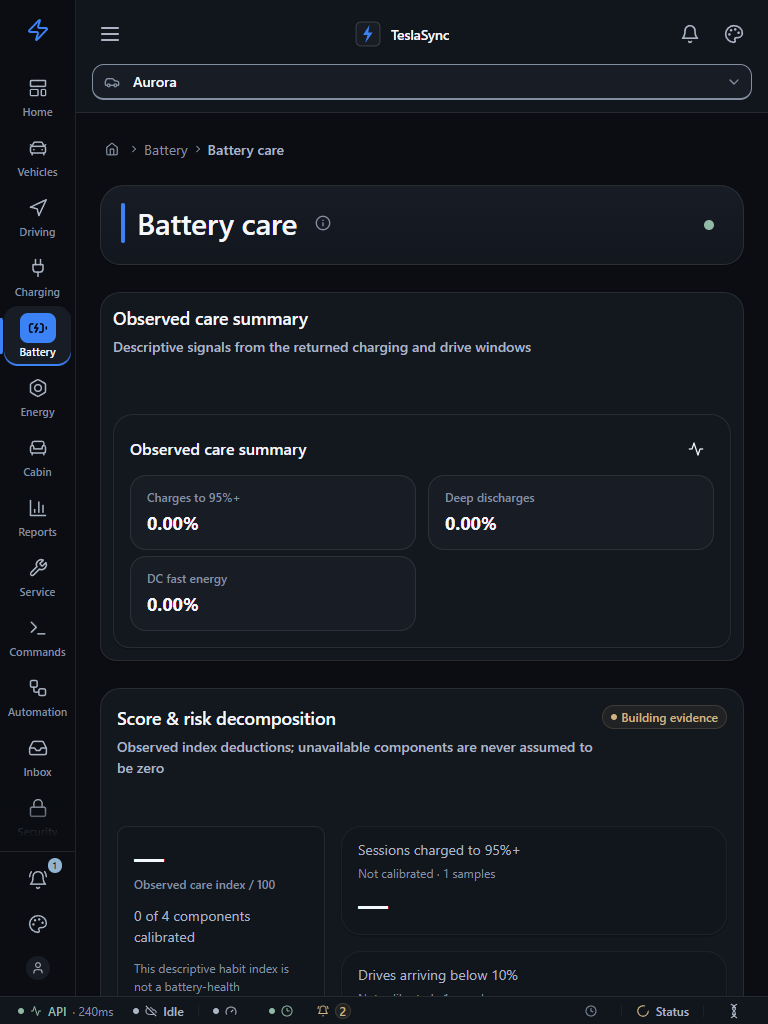 TeslaSync
Aurora
Home
Vehicles
Driving
Charging
Battery
Energy
Cabin
Reports
Service
Commands
Automation
Inbox
Security
1
Battery
Battery care
Battery care
Observed care summary
Descriptive signals from the returned charging and drive windows
Observed care summary
Charges to 95%+
0.00%
Deep discharges
0.00%
DC fast energy
0.00%
Score & risk decomposition
Building evidence
Observed index deductions; unavailable components are never assumed to
be zero
—
Observed care index / 100
0 of 4 components
calibrated
This descriptive habit index is
not a battery-health
Sessions charged to 95%+
Not calibrated · 1 samples
—
Drives arriving below 10%
API · 240ms
Idle
2
Status